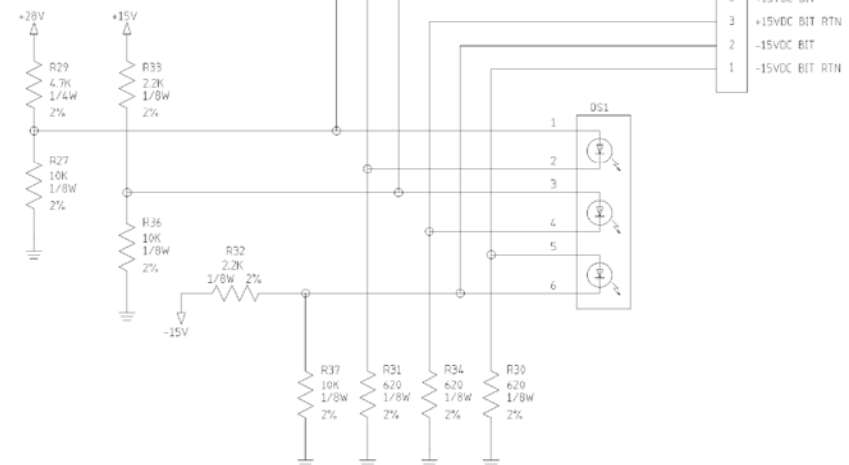 +28V
+15V
3 +15VDC BIT RTN
2 -15VDC BIT
1 -15VDC BIT RTN
R29
4.7K
1/4W
2%
R33
2.2K
1/8W
2%
DS1
1
2
3
4
5
6
R27
10K
1/8W
2%
R36
10K
1/8W
2%
R32
2.2K
1/8W 2%
-15V
R37
10K
1/8W
2%
R31
620
1/8W
2%
R34
620
1/8W
2%
R30
620
1/8W
2%